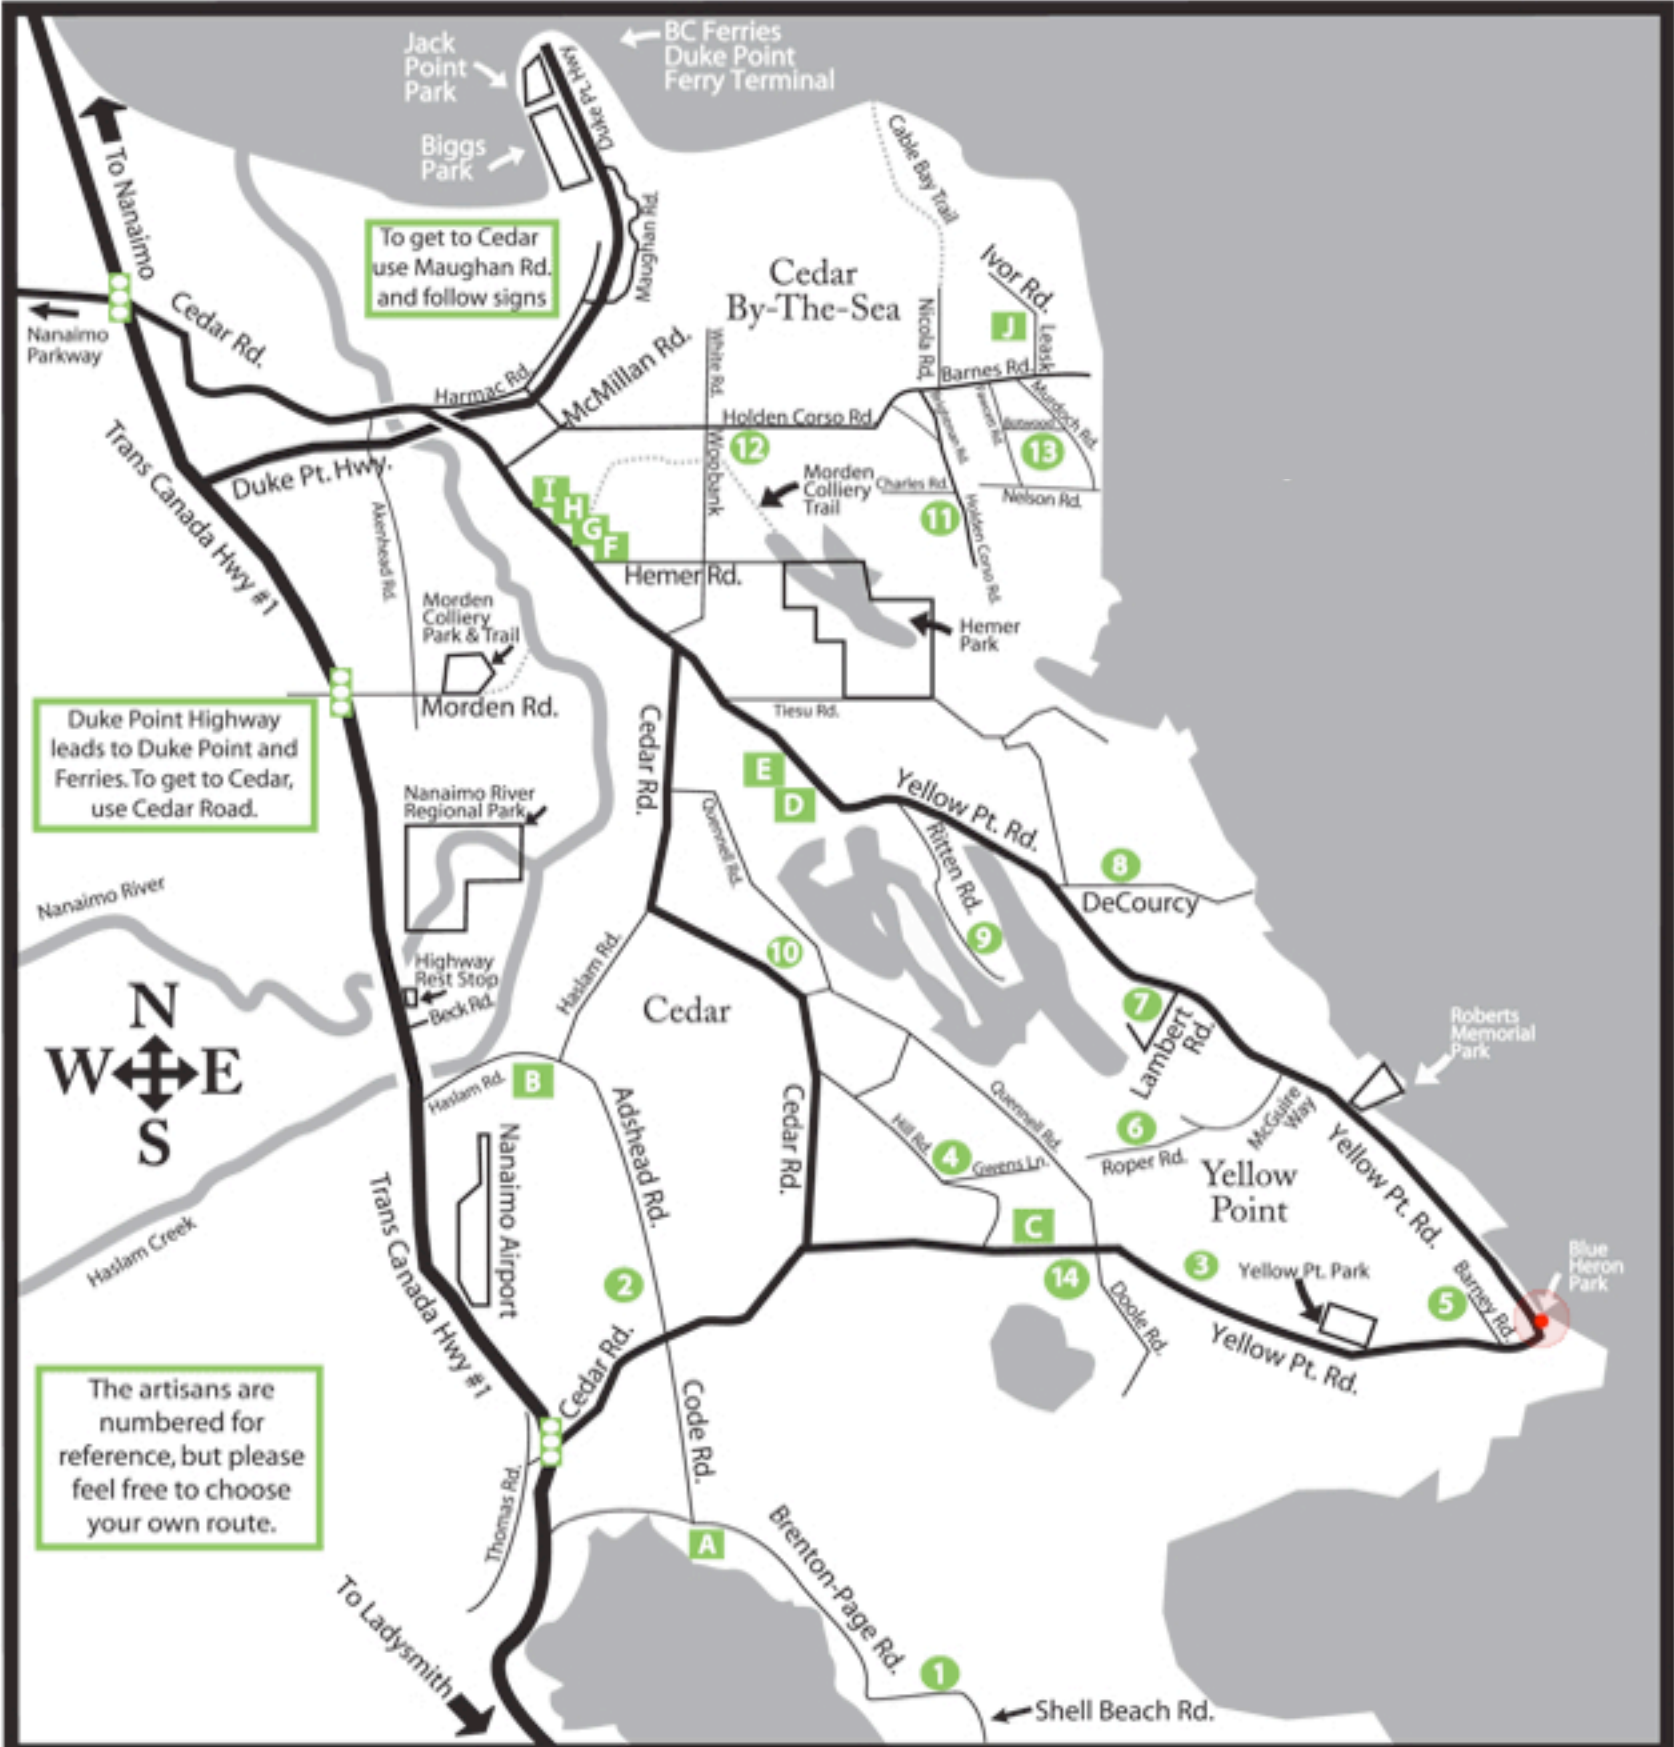 Jack
Point
Park
BC Ferries
Duke Point
Ferry Terminal
Duke Pt. Hwy
Biggs
Park
Cable Bay Trail
To Nanaimo
To get to Cedar
use Maughan Rd.
and follow signs
Maughan Rd.
Cedar
By-The-Sea
Ivor Rd.
J
Leask
Nicola Rd.
Nanaimo
Parkway
Cedar Rd.
Harmac Rd.
McMillan Rd.
White Rd.
Barnes Rd.
Murdoch Rd.
Holden Corso Rd.
12
13
Trans Canada Hwy #1
Duke Pt. Hwy.
Akenhead Rd.
I
H
G
F
Woobank
Morden
Colliery
Trail
Charles Rd.
11
Nelson Rd.
Holden Corso Rd.
Hemer Rd.
Morden
Colliery
Park & Trail
Hemer
Park
Morden Rd.
Tiesu Rd.
Cedar Rd.
Duke Point Highway
leads to Duke Point and
Ferries. To get to Cedar,
use Cedar Road.
Nanaimo River
Regional Park
E
D
Quennell Rd.
Yellow Pt. Rd.
Ritten Rd.
8
DeCourcy
Nanaimo River
9
10
Highway
Rest Stop
Beck Rd.
Haslam Rd.
Cedar
7
Lambert
Rd.
Roberts
Memorial
Park
N
W
E
S
Haslam Rd.
B
Adshead Rd.
Cedar Rd.
Quennell Rd.
Hill Rd.
4
Gwens Ln.
6
Roper Rd.
McGuire
Way
Yellow
Point
Yellow Pt. Rd.
Nanaimo Airport
Trans Canada Hwy #1
Haslam Creek
2
C
14
3
Yellow Pt. Park
5
Barney Rd.
Blue
Heron
Park
Doole Rd.
Yellow Pt. Rd.
Cedar Rd.
Code Rd.
The artisans are
numbered for
reference, but please
feel free to choose
your own route.
Thomas Rd.
A
Brenton-Page Rd.
To Ladysmith
1
Shell Beach Rd.